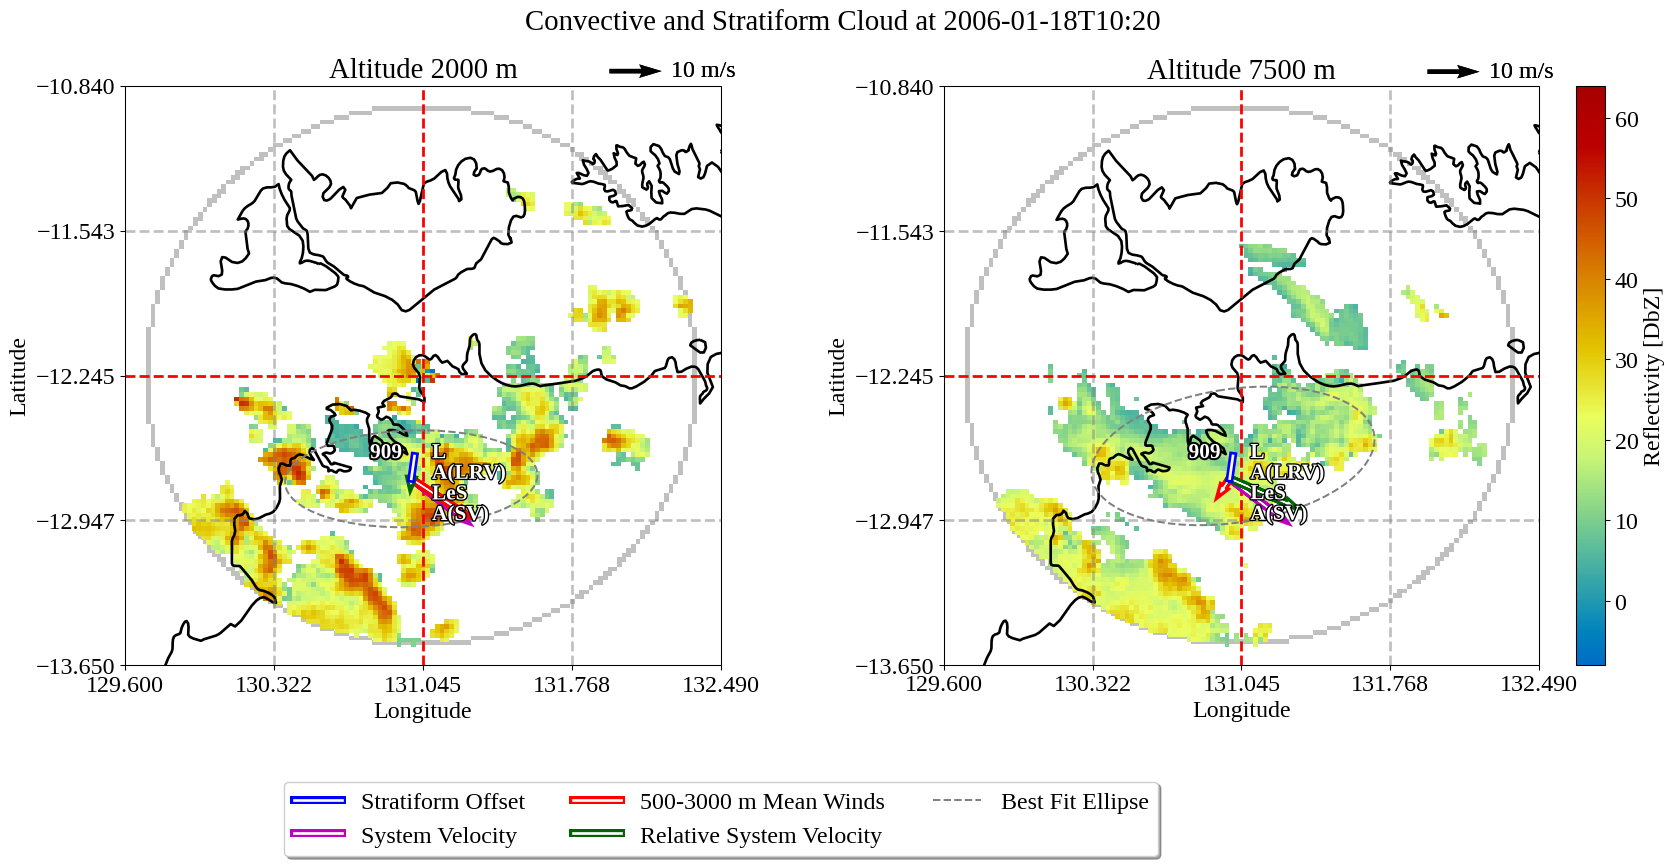 Convective and Stratiform Cloud at 2006-01-18T10:20
Altitude 2000 m
10 m/s
Altitude 7500 m
10 m/s
−10.840
−11.543
−12.245
−12.947
−13.650
Latitude
129.600
130.322
131.045
131.768
132.490
Longitude
909
L
A(LRV)
LeS
A(SV)
−10.840
−11.543
−12.245
−12.947
−13.650
Latitude
129.600
130.322
131.045
131.768
132.490
Longitude
909
L
A(LRV)
LeS
A(SV)
60
50
40
30
20
10
0
Reflectivity [DbZ]
Stratiform Offset
System Velocity
500-3000 m Mean Winds
Relative System Velocity
Best Fit Ellipse